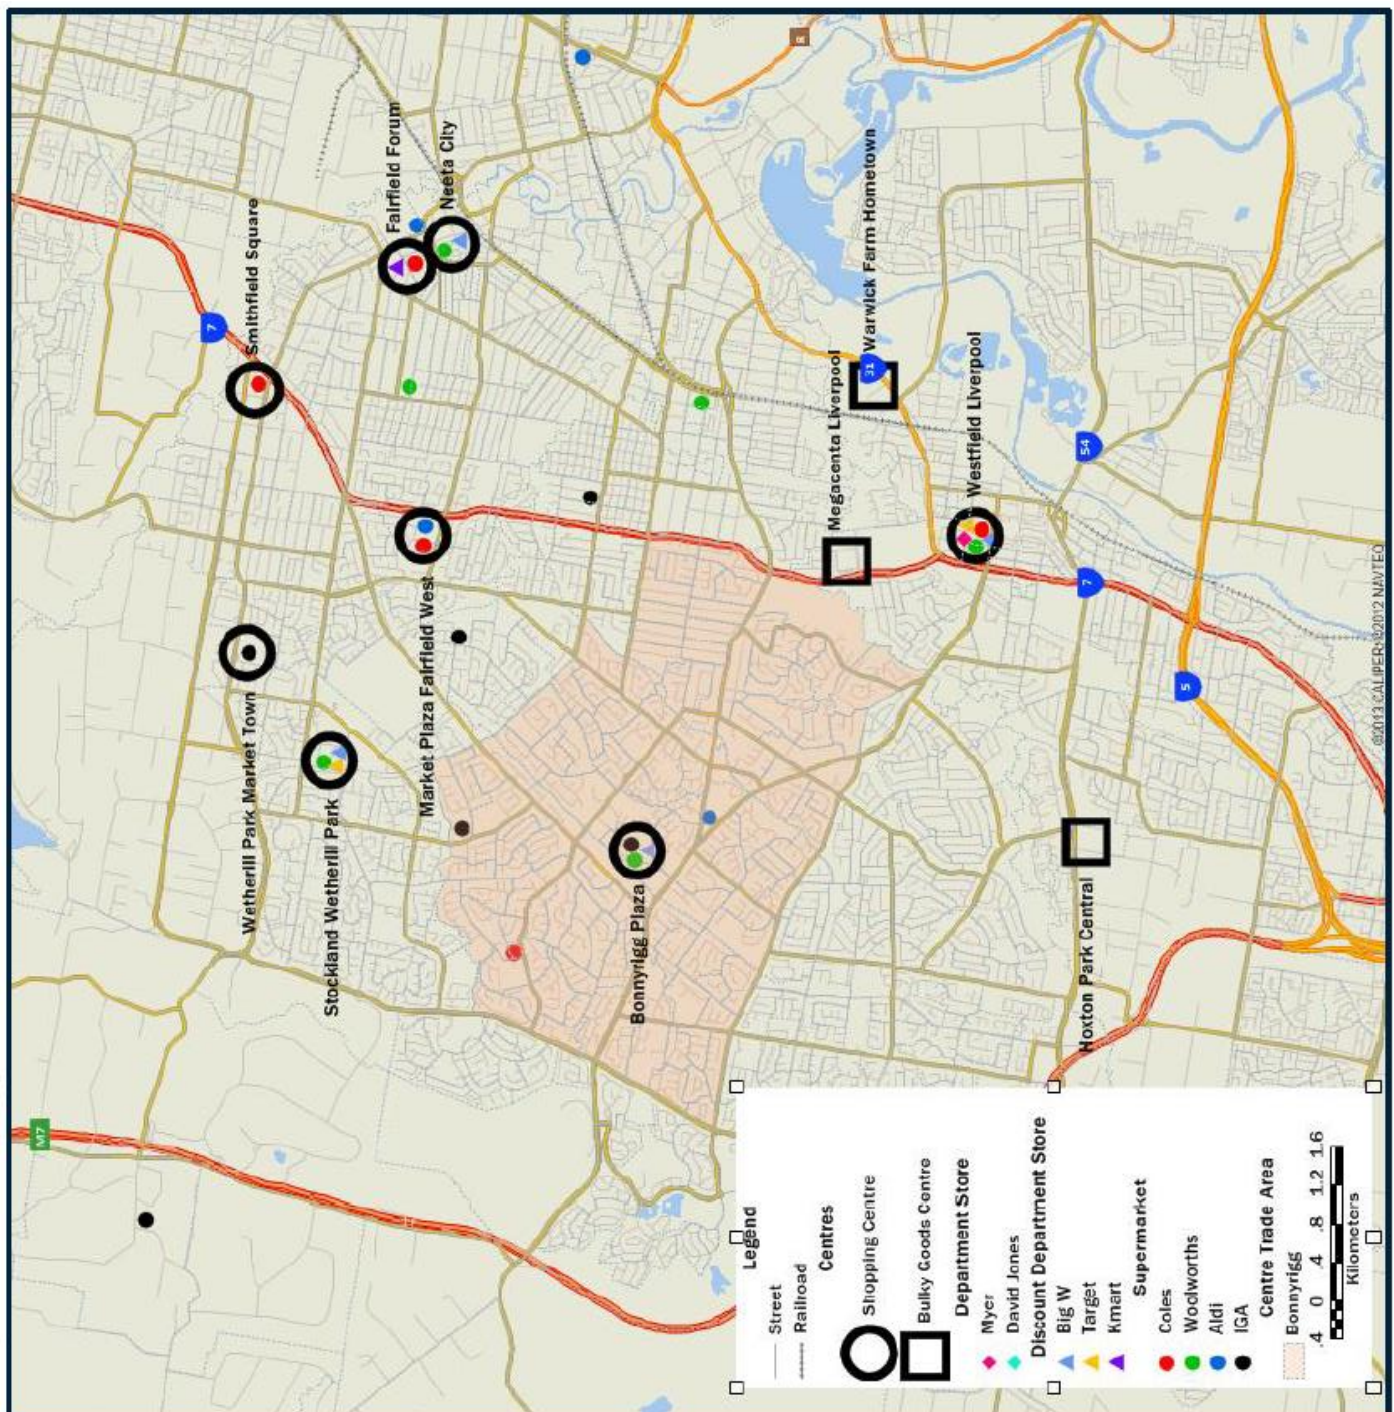 Smithfield Square
Fairfield Forum
Neeta City
Warwick Farm Hometown
Megacenta Liverpool
Westfield Liverpool
Market Plaza Fairfield West
Wetherill Park Market Town
Stockland Wetherill Park
Bonnyrigg Plaza
Hoxton Park Central
7
31
54
7
5
M7
©2013 CALIPER; ©2012 NAVTEQ
Legend
Street
Railroad
Centres
Shopping Centre
Bulky Goods Centre
Department Store
Myer
David Jones
Discount Department Store
Big W
Target
Kmart
Supermarket
Coles
Woolworths
Aldi
IGA
Centre Trade Area
Bonnyrigg
.4 0 .4 .8 1.2 1.6
Kilometers